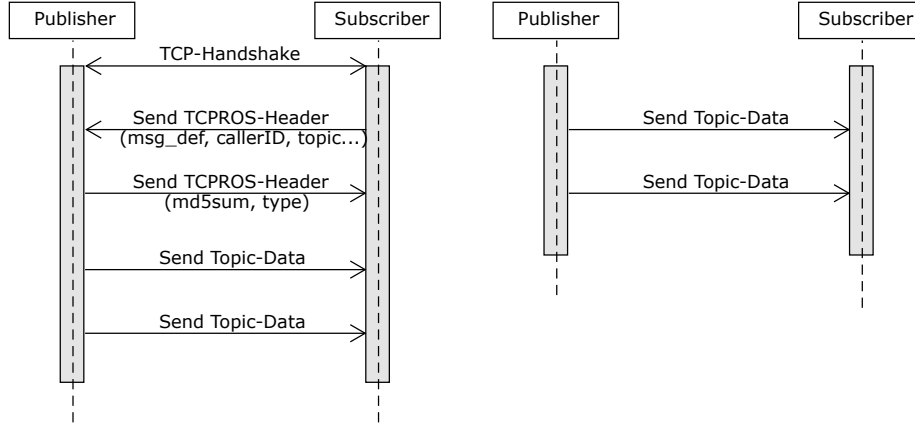 Publisher
Subscriber
TCP-Handshake
Send TCPROS-Header
(msg_def, callerID, topic...)
Send TCPROS-Header
(md5sum, type)
Send Topic-Data
Send Topic-Data
Publisher
Subscriber
Send Topic-Data
Send Topic-Data